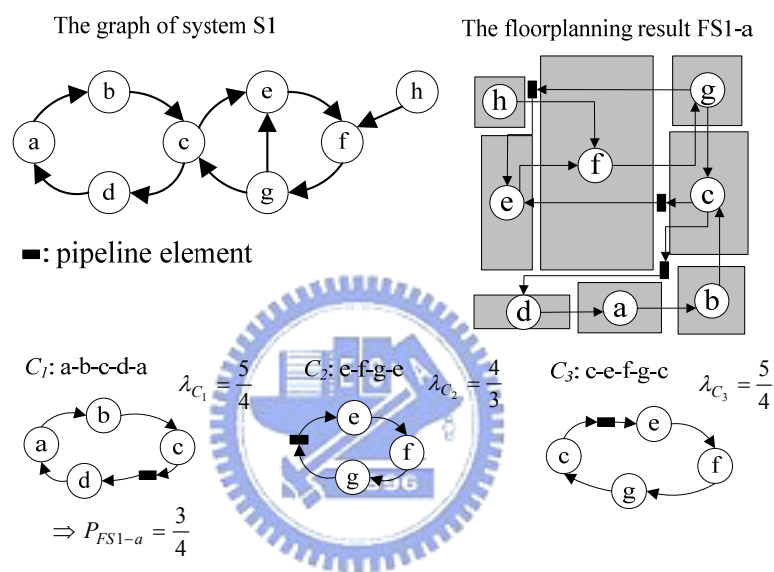 The graph of system S1
The floorplanning result FS1-a
b
e
h
a
c
f
d
g
h
g
f
e
c
d
a
b
: pipeline element
C1: a-b-c-d-a
λC1 = 5/4
C2: e-f-g-e
λC2 = 4/3
C3: c-e-f-g-c
λC3 = 5/4
b
a
c
d
e
f
g
e
c
f
g
1896
⇒ PFS1-a = 3/4